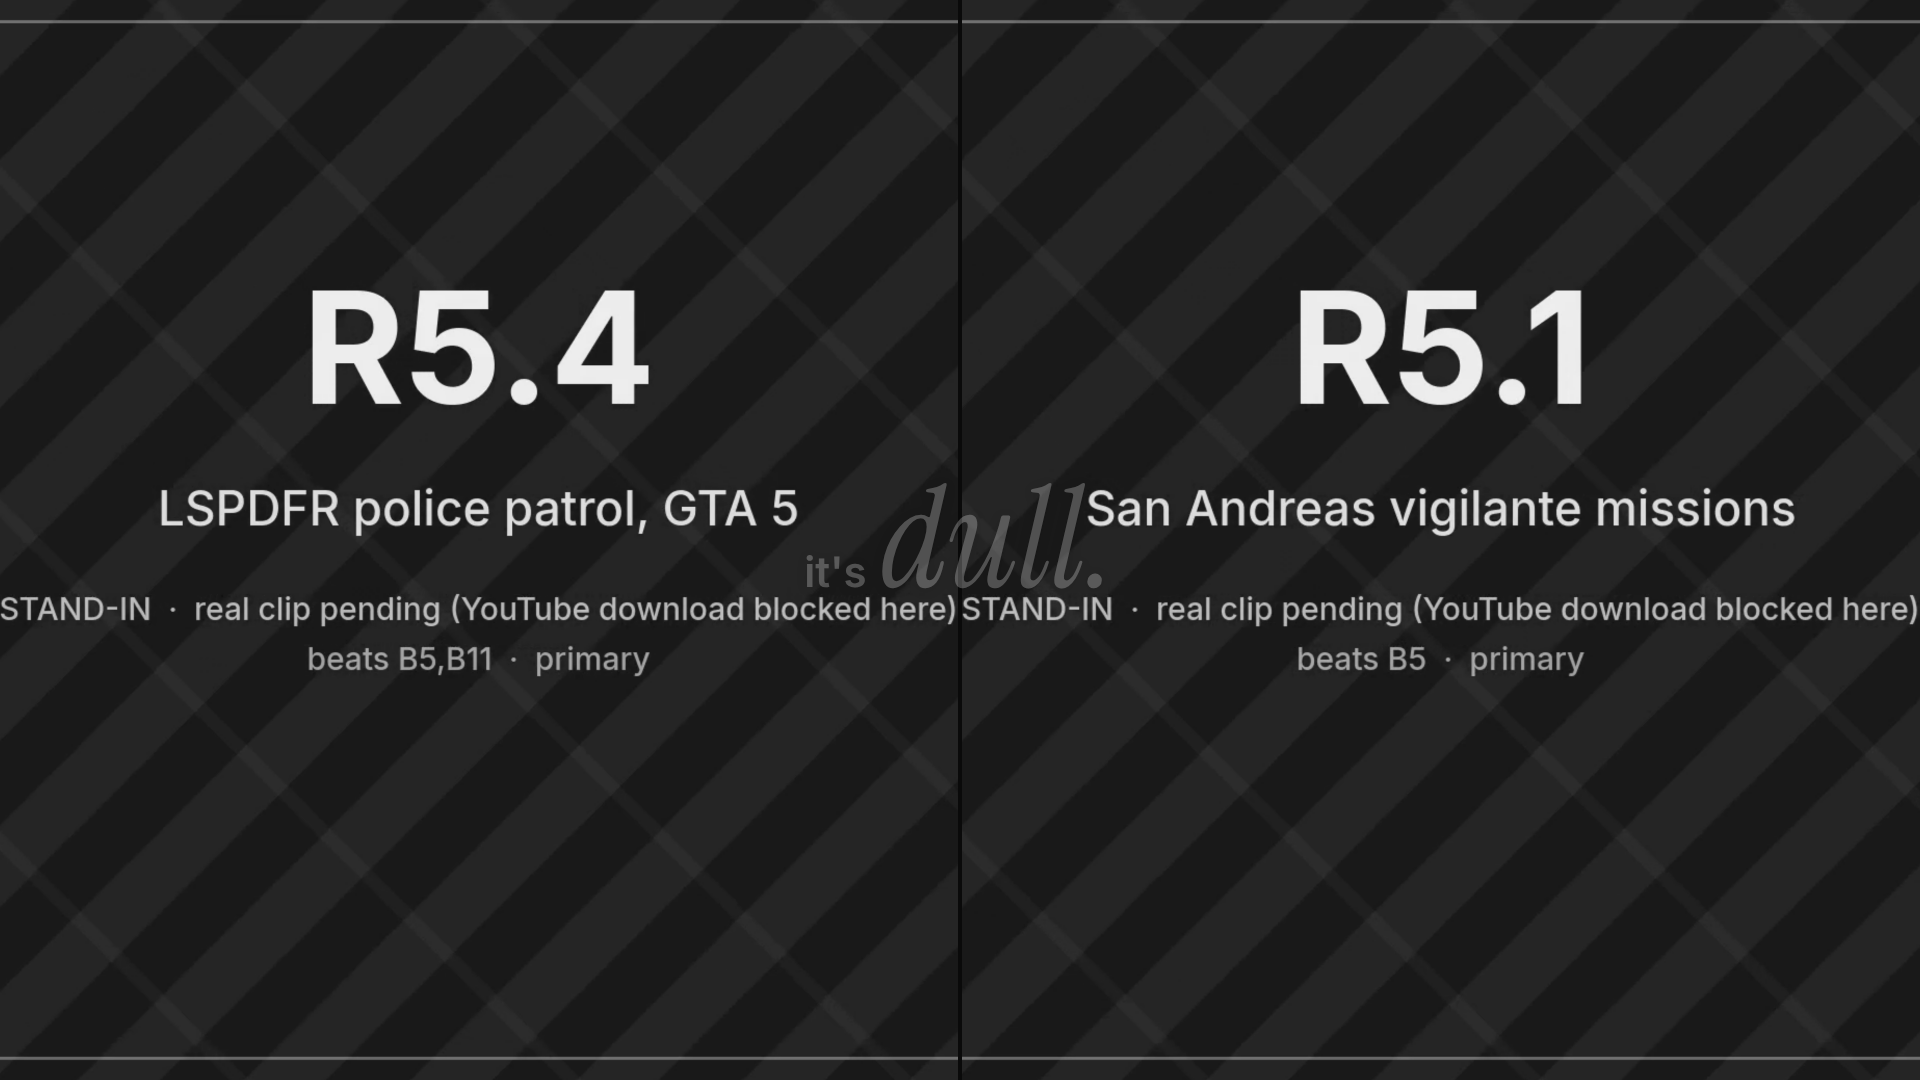 R5.4
LSPDFR police patrol, GTA 5
STAND-IN · real clip pending (YouTube download blocked here)
beats B5,B11 · primary
it's dull.
R5.1
San Andreas vigilante missions
STAND-IN · real clip pending (YouTube download blocked here)
beats B5 · primary